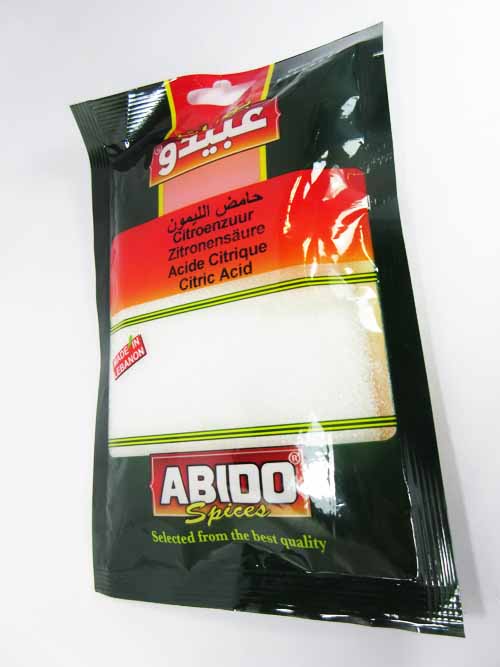 عبيدو®
حامض الليمون
Citroenzuur
Zitronensäure
Acide Citrique
Citric Acid
MADE IN
LEBANON
ABIDO®
Spices
Selected from the best quality